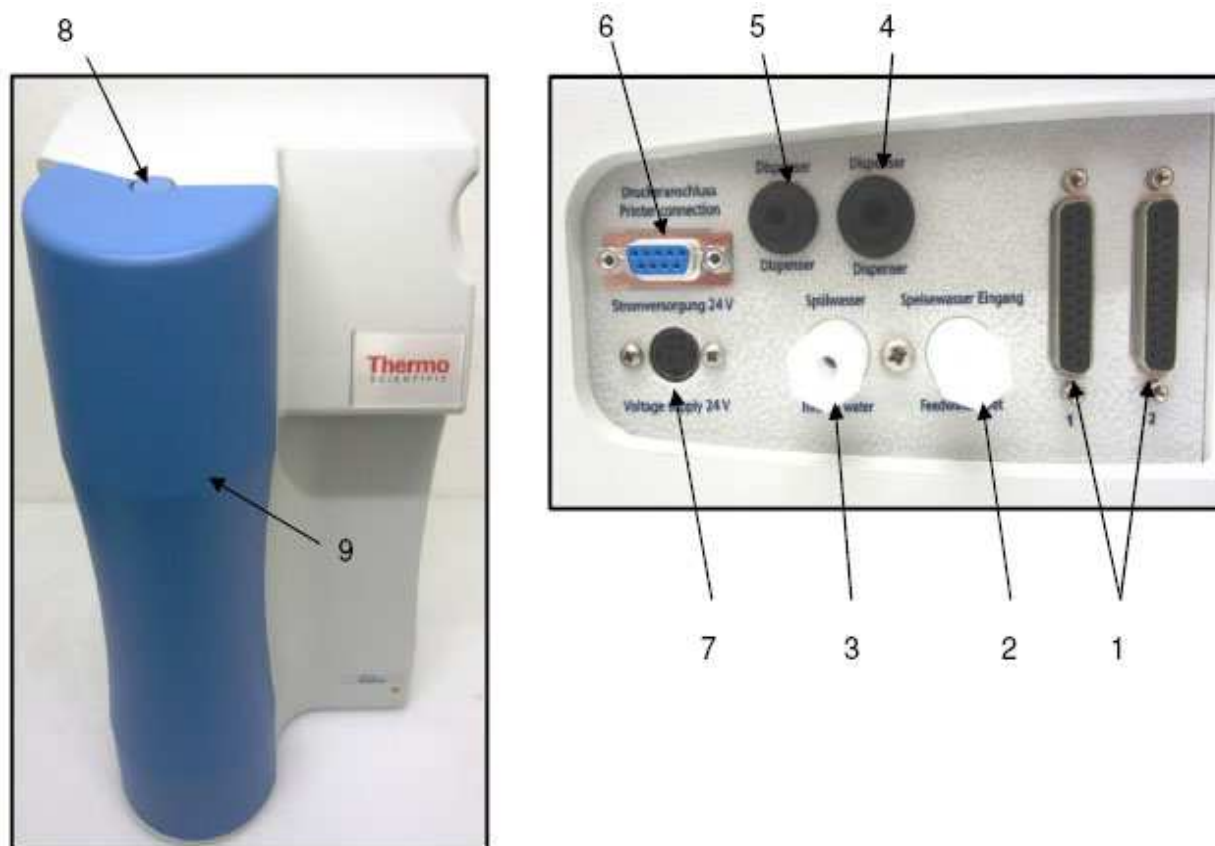 8
9
Thermo
SCIENTIFIC
6
5
4
Dispenser
Dispenser
Druckeranschluss
Printer connection
Dispenser
Dispenser
Stromversorgung 24 V
Spülwasser
Speisewasser Eingang
Voltage supply 24 V
water
Feedwater
1
2
7
3
2
1